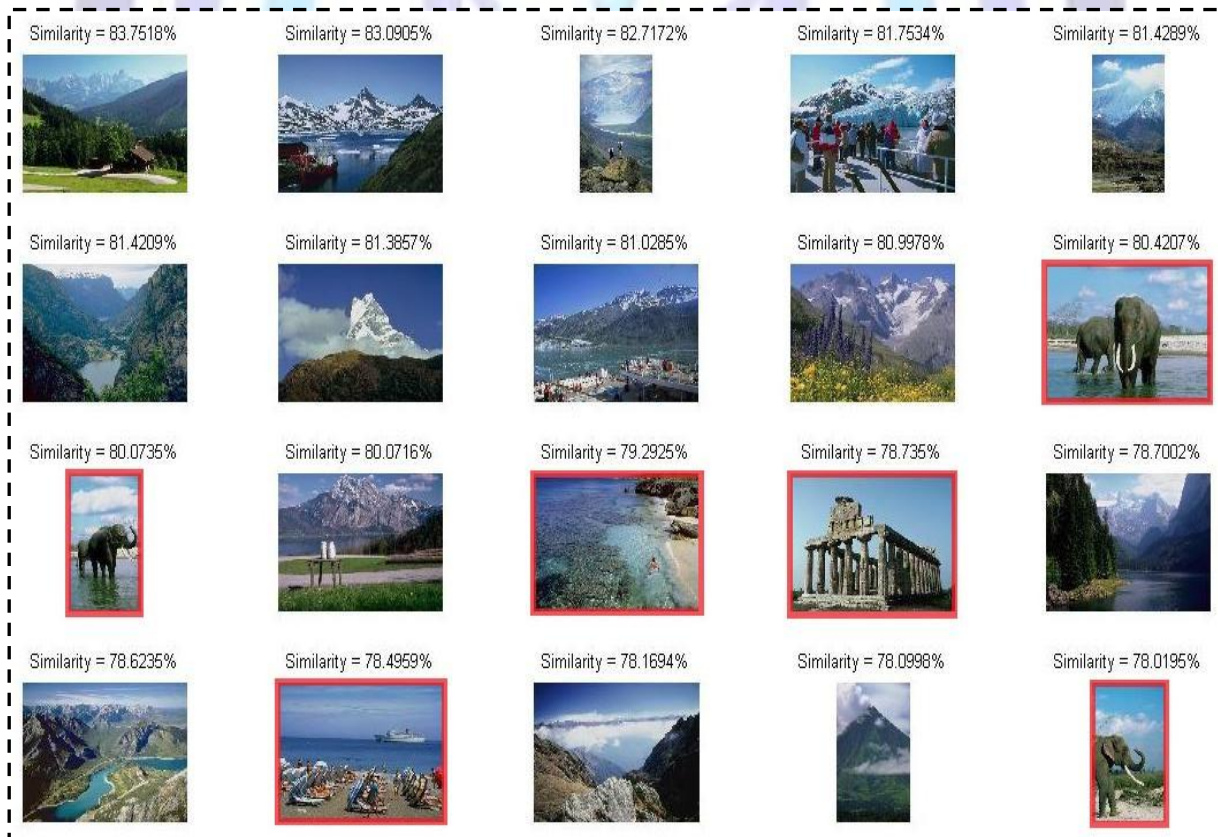 Similarity = 83.7518%
Similarity = 83.0905%
Similarity = 82.7172%
Similarity = 81.7534%
Similarity = 81.4289%
Similarity = 81.4209%
Similarity = 81.3857%
Similarity = 81.0285%
Similarity = 80.9978%
Similarity = 80.4207%
Similarity = 80.0735%
Similarity = 80.0716%
Similarity = 79.2925%
Similarity = 78.735%
Similarity = 78.7002%
Similarity = 78.6235%
Similarity = 78.4959%
Similarity = 78.1694%
Similarity = 78.0998%
Similarity = 78.0195%